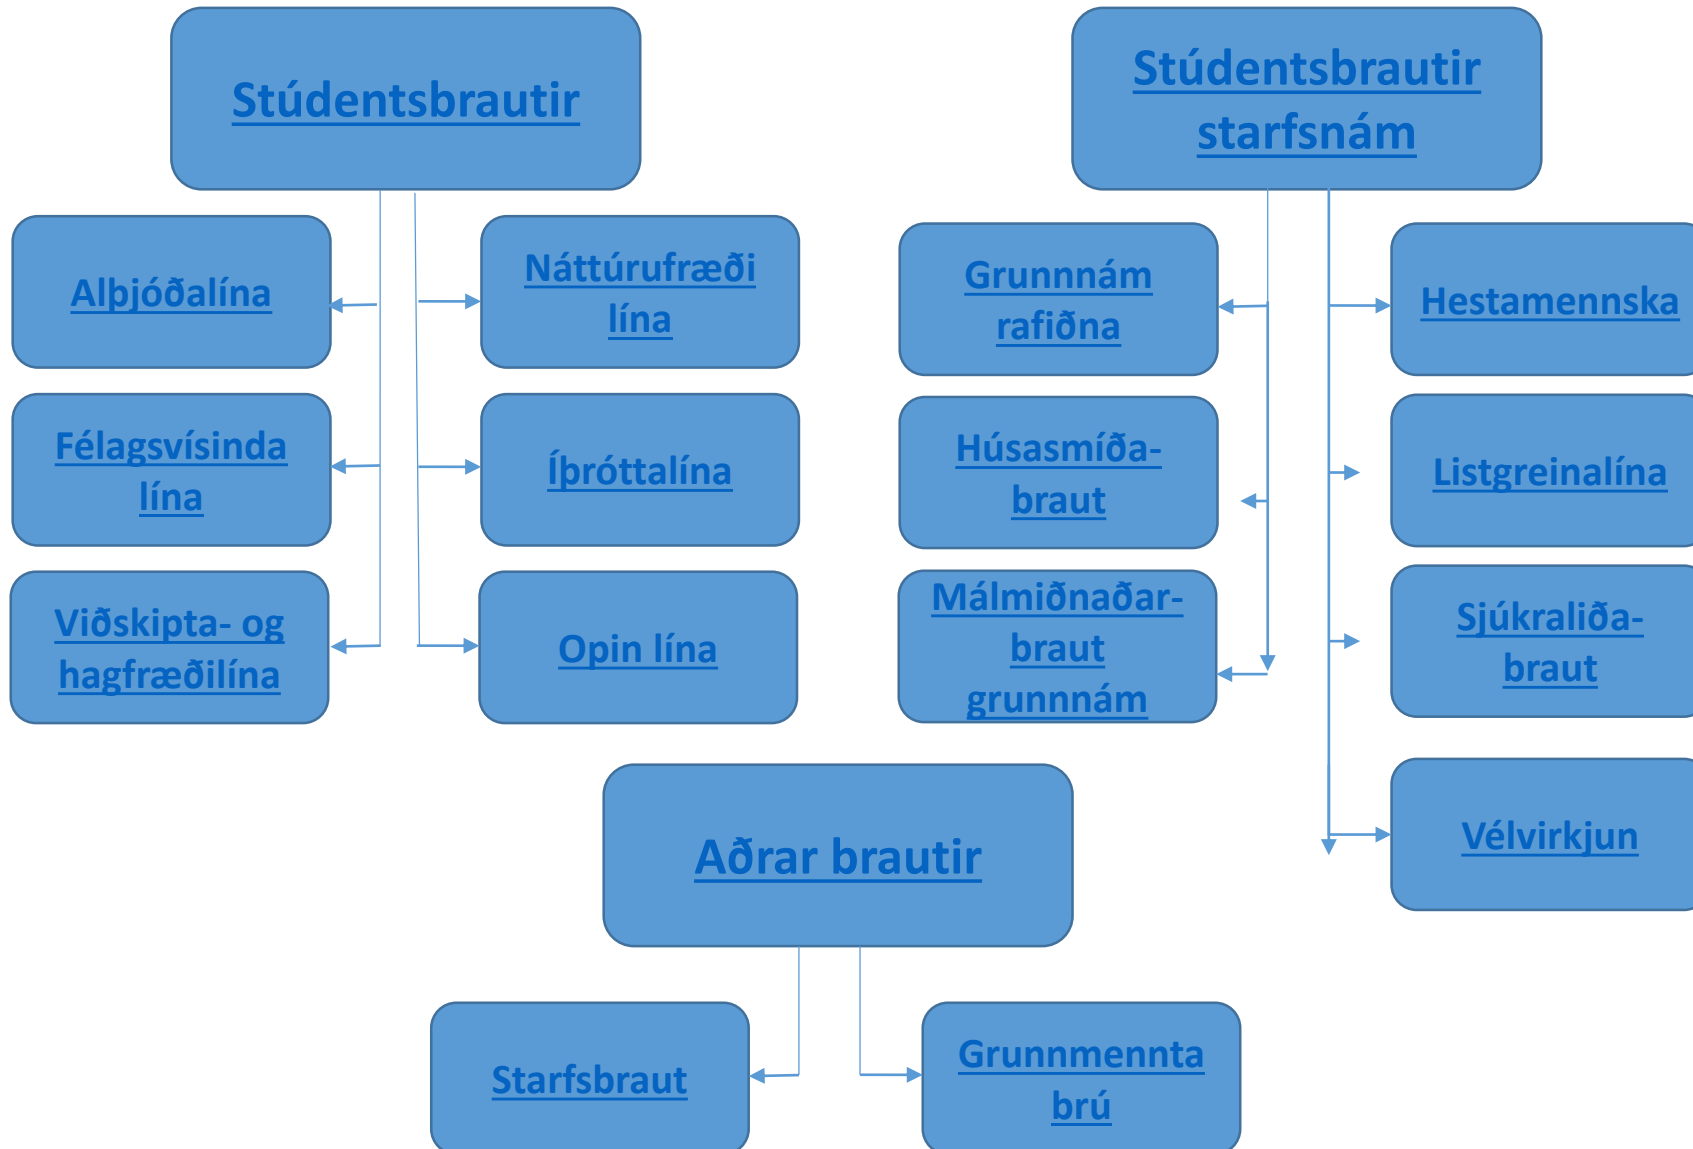 Stúdentsbrautir
Alþjóðalína
Náttúrufræði
lína
Félagsvísinda
lína
Íþróttalína
Viðskipta- og
hagfræðilína
Opin lína
Stúdentsbrautir
starfsnám
Grunnnám
rafiðna
Hestamennska
Húsasmíða-
braut
Listgreinalína
Málmiðnaðar-
braut
grunnnám
Sjúkraliða-
braut
Vélvirkjun
Aðrar brautir
Starfsbraut
Grunnmennta
brú